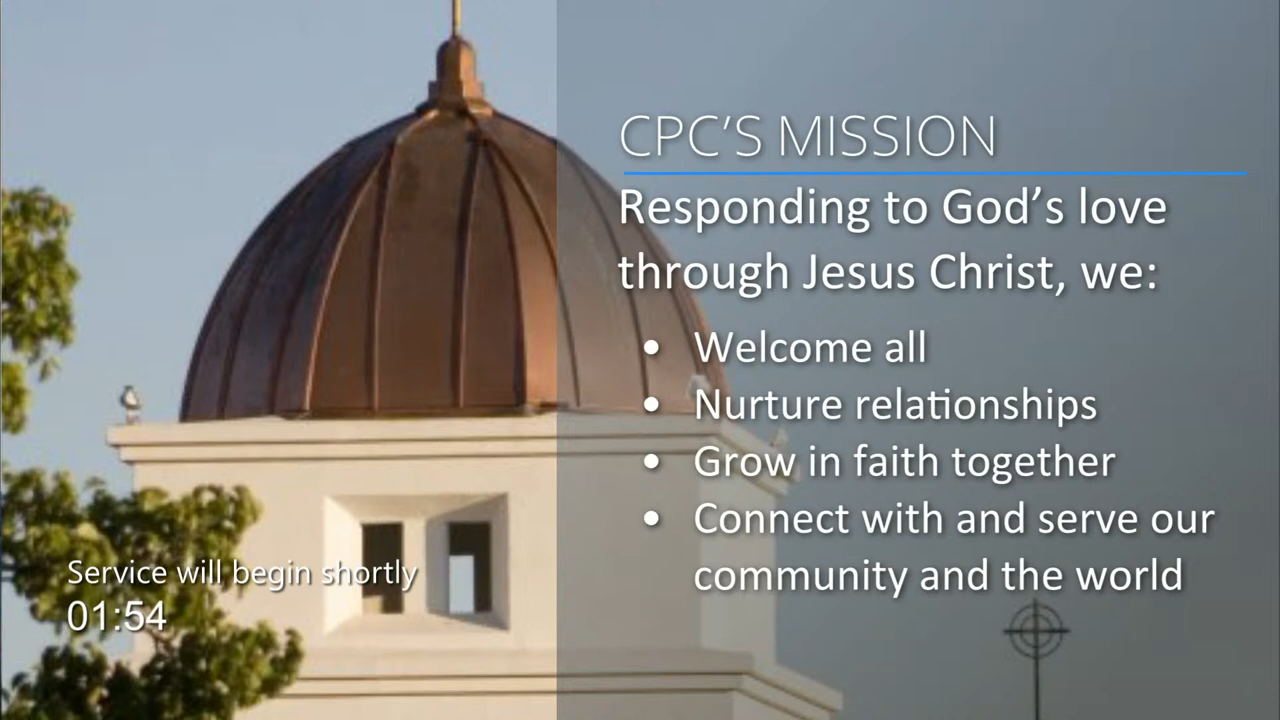 CPC’S MISSION
Responding to God’s love
through Jesus Christ, we:
• Welcome all
• Nurture relationships
• Grow in faith together
• Connect with and serve our
community and the world
Service will begin shortly
01:54